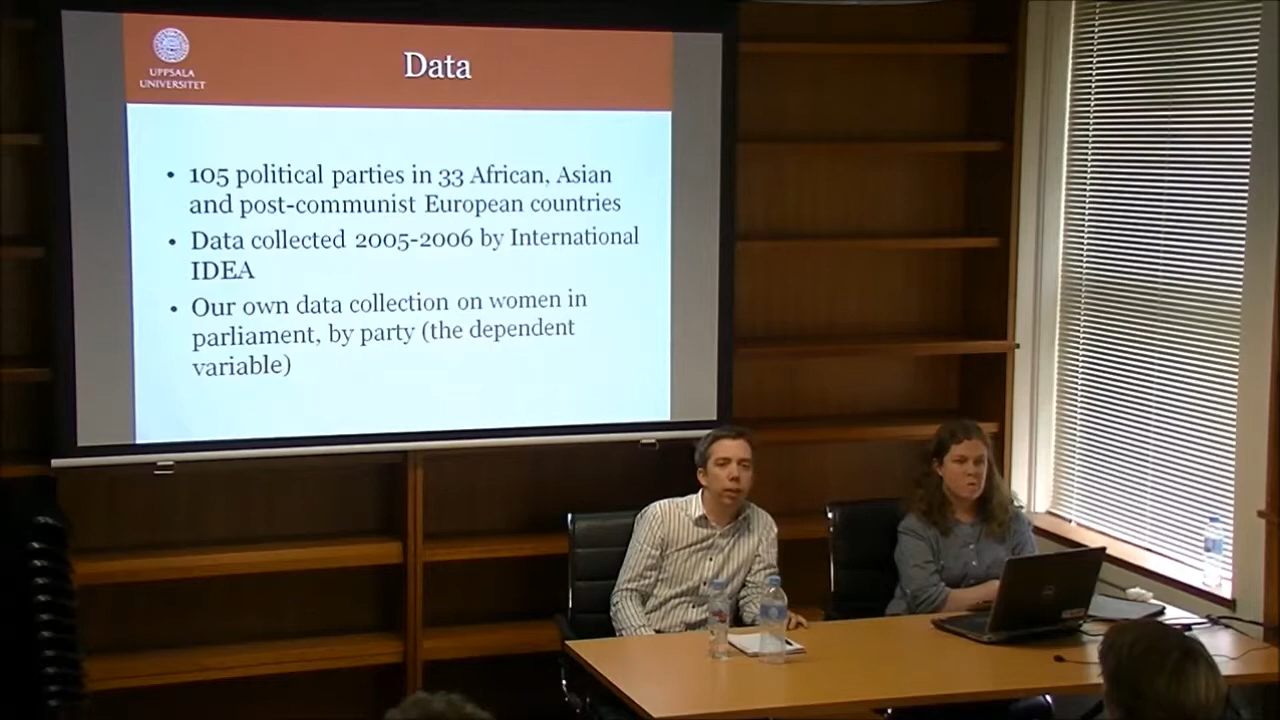 UPPSALA
UNIVERSITET
Data
• 105 political parties in 33 African, Asian
and post-communist European countries
• Data collected 2005-2006 by International
IDEA
• Our own data collection on women in
parliament, by party (the dependent
variable)